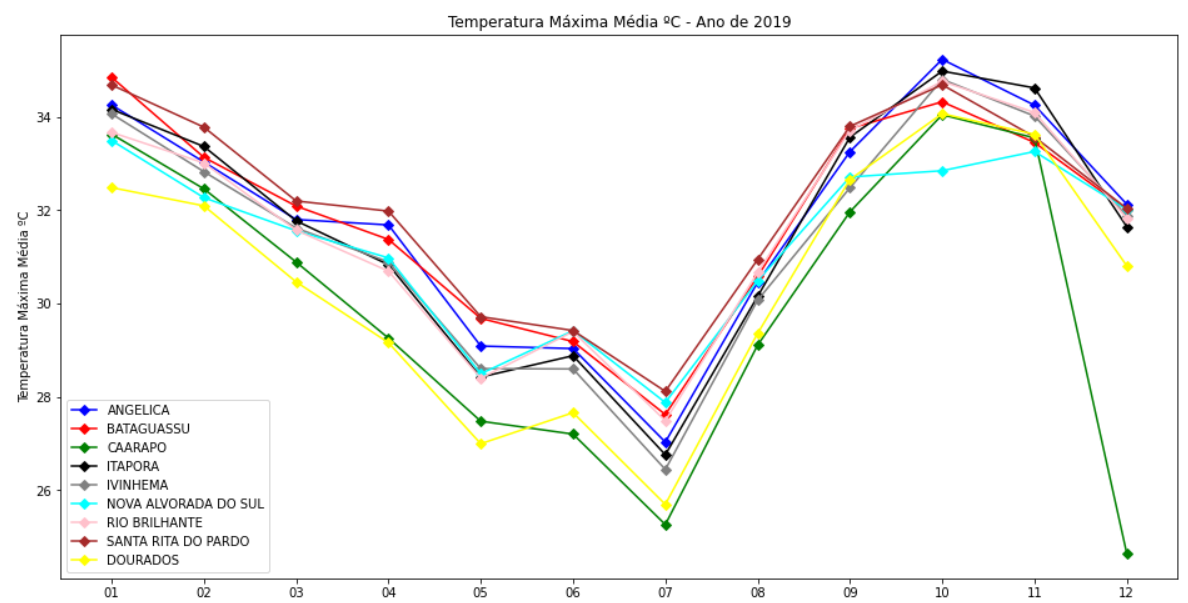 Temperatura Máxima Média ºC - Ano de 2019
Temperatura Máxima Média ºC
34
32
30
28
26
ANGELICA
BATAGUASSU
CAARAPO
ITAPORA
IVINHEMA
NOVA ALVORADA DO SUL
RIO BRILHANTE
SANTA RITA DO PARDO
DOURADOS
01 02 03 04 05 06 07 08 09 10 11 12